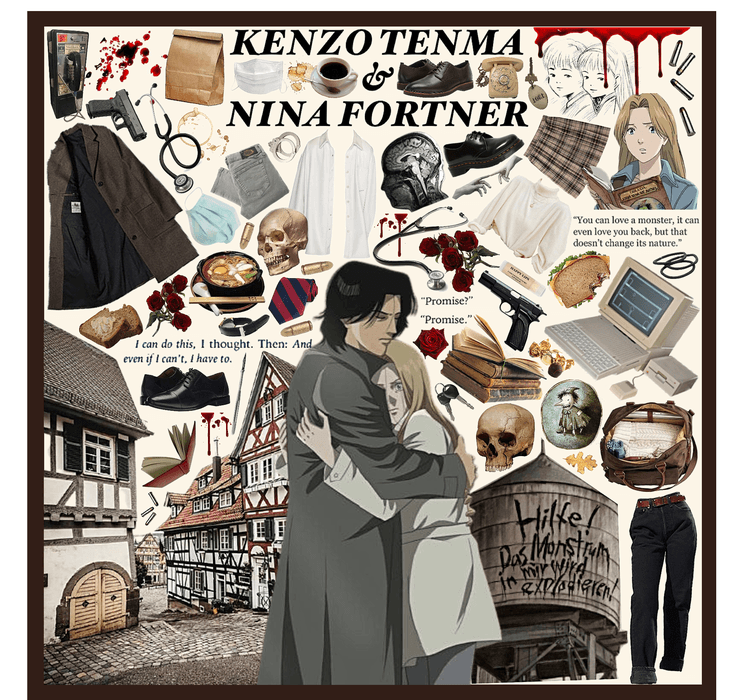 KENZO TENMA
&
NINA FORTNER
"You can love a monster, it can
even love you back, but that
doesn't change its nature."
"Promise?"
"Promise."
I can do this, I thought. Then: And
even if I can't, I have to.
Hilfe!
Das Monstrum
in mir wird
explodieren!